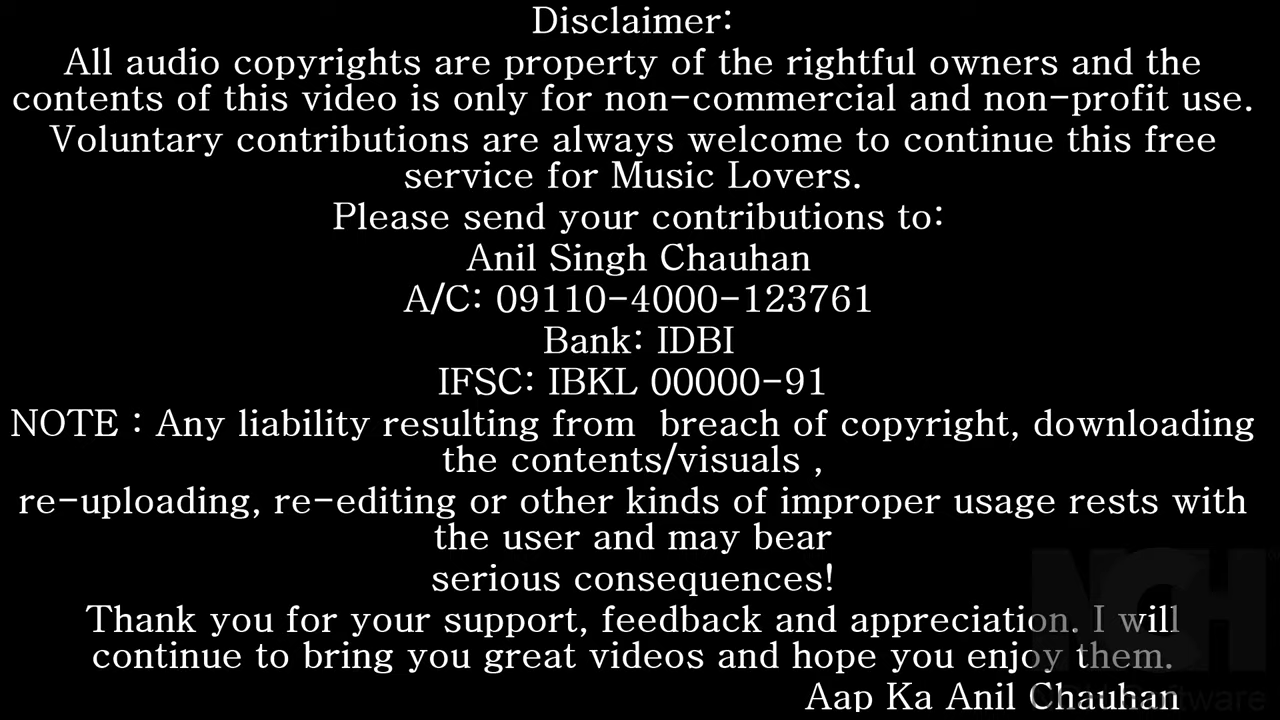 Disclaimer:
All audio copyrights are property of the rightful owners and the
contents of this video is only for non-commercial and non-profit use.
Voluntary contributions are always welcome to continue this free
service for Music Lovers.
Please send your contributions to:
Anil Singh Chauhan
A/C: 09110-4000-123761
Bank: IDBI
IFSC: IBKL 00000-91
NOTE : Any liability resulting from  breach of copyright, downloading
the contents/visuals ,
re-uploading, re-editing or other kinds of improper usage rests with
the user and may bear
serious consequences!
Thank you for your support, feedback and appreciation. I will
continue to bring you great videos and hope you enjoy them.
Aap Ka Anil Chauhan
NCH
NCH Software